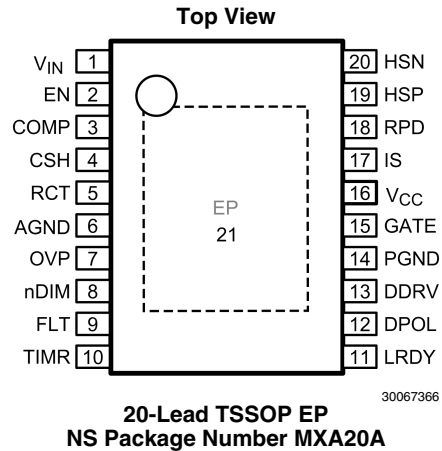 Top View
VIN 1
EN 2
COMP 3
CSH 4
RCT 5
AGND 6
OVP 7
nDIM 8
FLT 9
TIMR 10
EP
21
20 HSN
19 HSP
18 RPD
17 IS
16 VCC
15 GATE
14 PGND
13 DDRV
12 DPOL
11 LRDY
30067366
20-Lead TSSOP EP
NS Package Number MXA20A